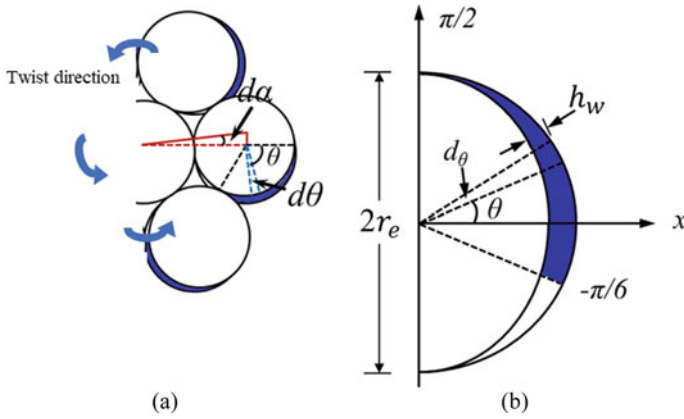 Twist direction
dα
θ
dθ
(a)
π/2
h_w
d_θ
θ
2r_e
x
-π/6
(b)